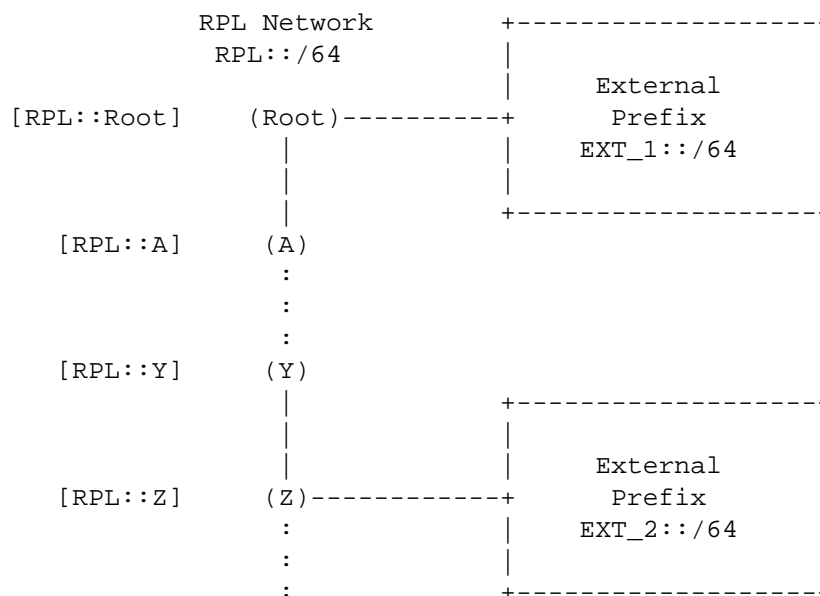 RPL Network
RPL::/64
External
[RPL::Root] (Root) Prefix
EXT_1::/64
[RPL::A] (A)
:
:
:
[RPL::Y] (Y)
External
[RPL::Z] (Z) Prefix
: EXT_2::/64
:
: